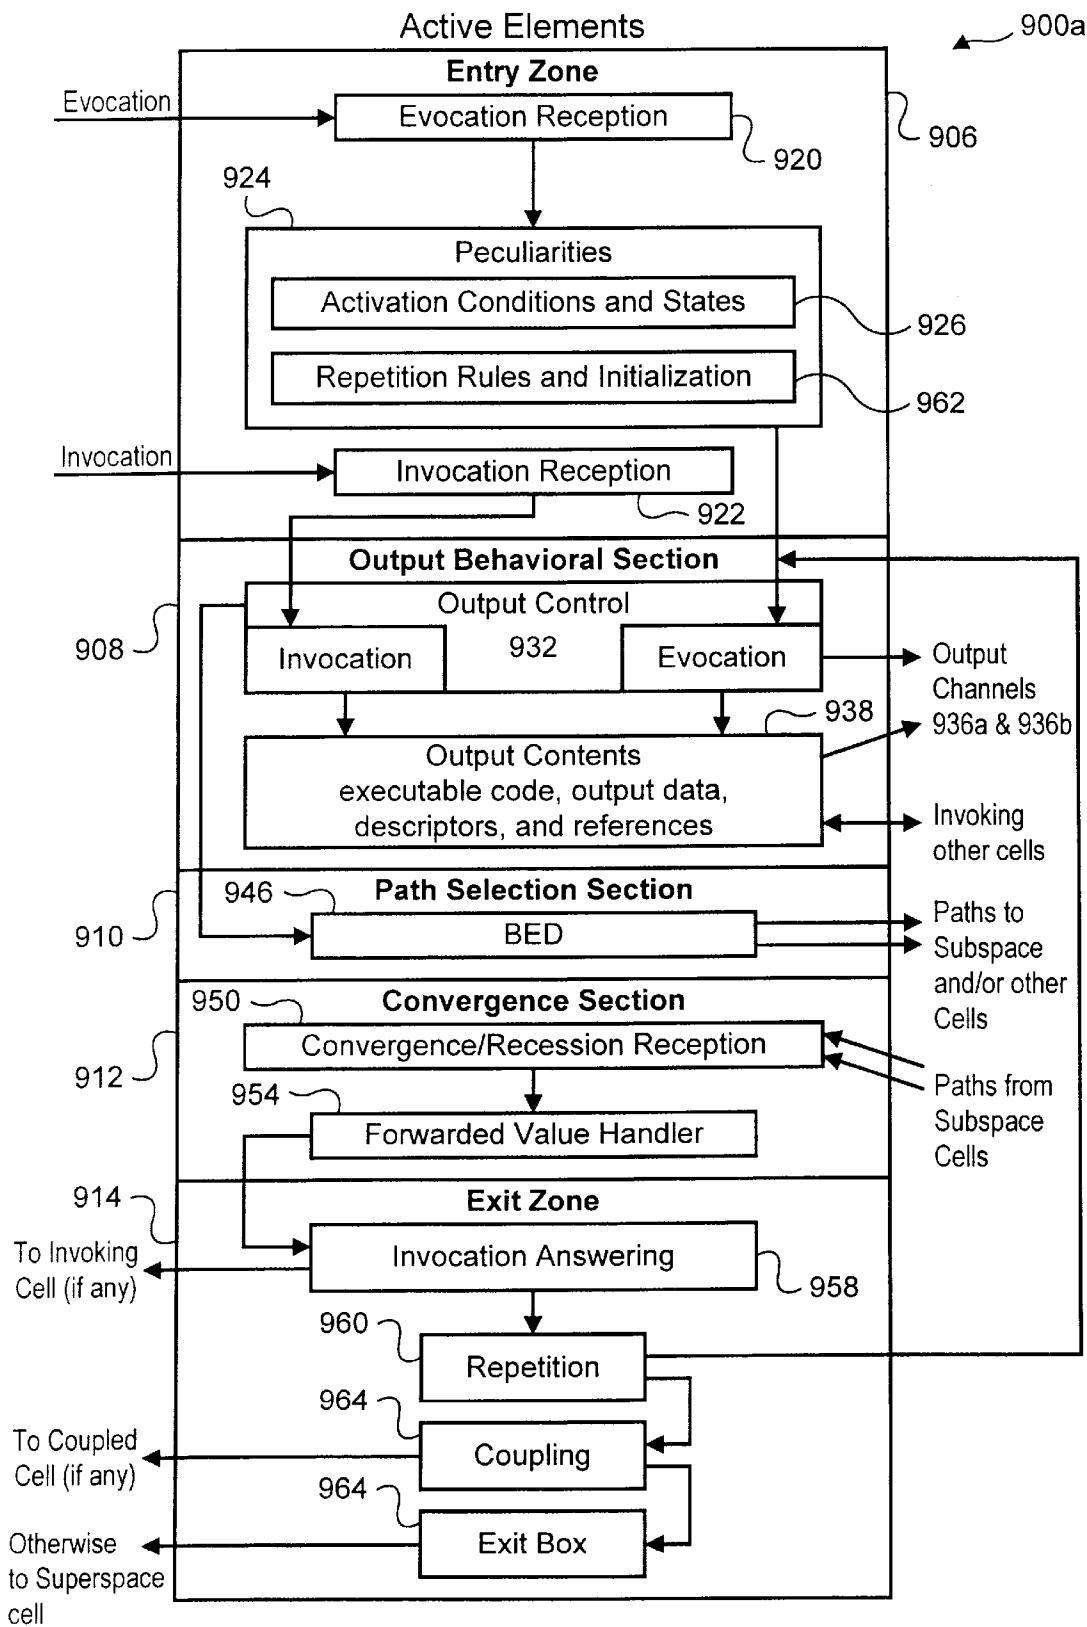 Active Elements
900a
Entry Zone
Evocation
Evocation Reception
906
920
924
Peculiarities
Activation Conditions and States
926
Repetition Rules and Initialization
962
Invocation
Invocation Reception
922
Output Behavioral Section
Output Control
908
932
Invocation
Evocation
Output
Channels
936a & 936b
938
Output Contents
executable code, output data,
descriptors, and references
Invoking
other cells
Path Selection Section
946
910
BED
Paths to
Subspace
and/or other
Cells
Convergence Section
950
Convergence/Recession Reception
912
954
Forwarded Value Handler
Paths from
Subspace
Cells
914
Exit Zone
To Invoking
Cell (if any)
Invocation Answering
958
960
Repetition
964
To Coupled
Cell (if any)
Coupling
964
Exit Box
Otherwise
to Superspace
cell